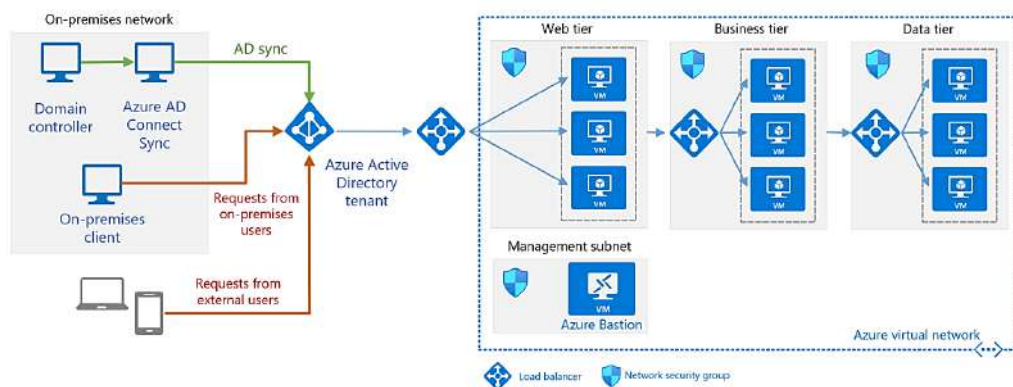 On-premises network
Web tier
Business tier
Data tier
AD sync
Domain
controller
Azure AD
Connect
Sync
VM
VM
VM
VM
VM
VM
VM
VM
VM
Azure Active
Directory
tenant
On-premises
client
Requests from
on-premises
users
Requests from
external users
Management subnet
VM
Azure Bastion
Azure virtual network
Load balancer
Network security group